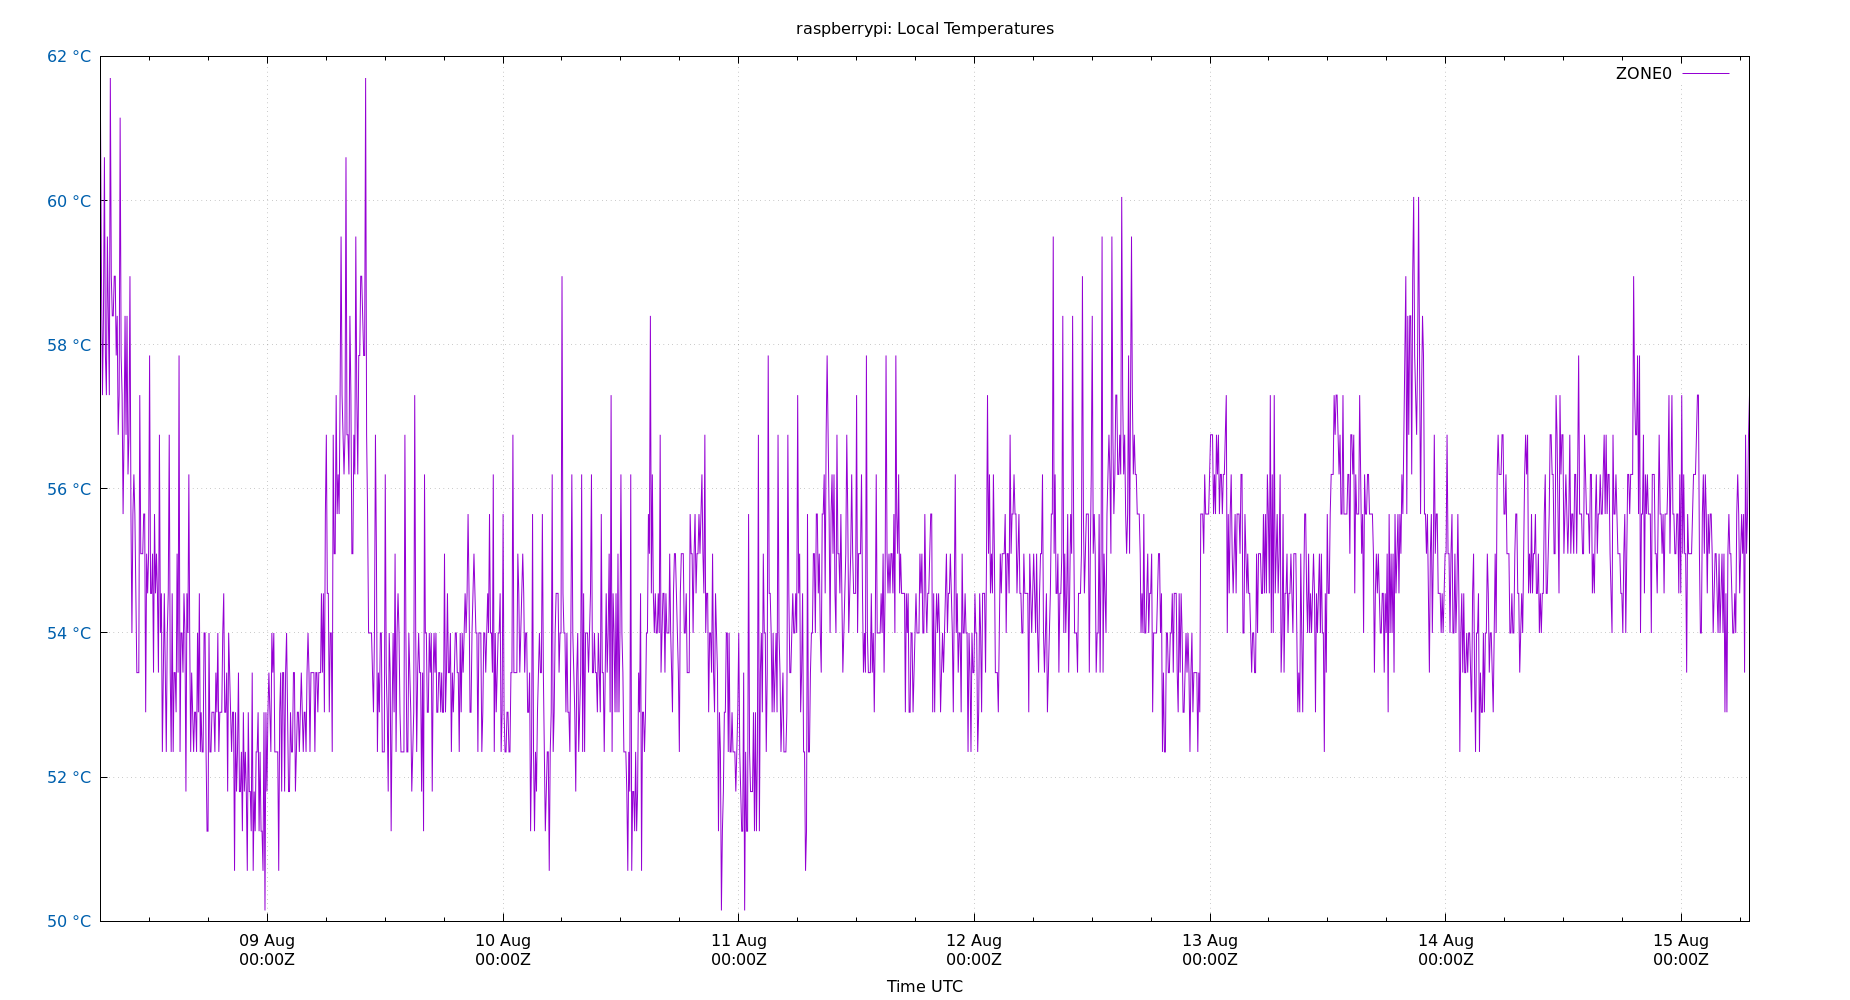 raspberrypi: Local Temperatures
62 °C
ZONE0
60 °C
58 °C
56 °C
54 °C
52 °C
50 °C
09 Aug 10 Aug 11 Aug 12 Aug 13 Aug 14 Aug 15 Aug
00:00Z 00:00Z 00:00Z 00:00Z 00:00Z 00:00Z 00:00Z
Time UTC